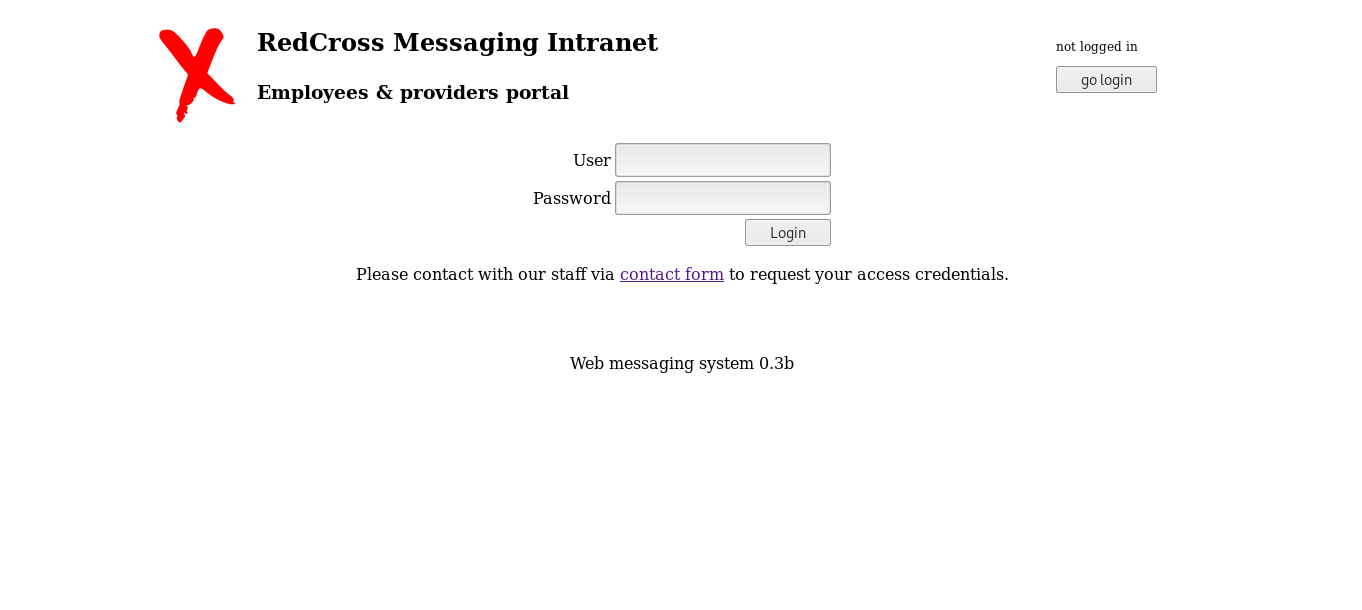 RedCross Messaging Intranet
Employees & providers portal
not logged in
go login
User
Password
Login
Please contact with our staff via contact form to request your access credentials.
Web messaging system 0.3b